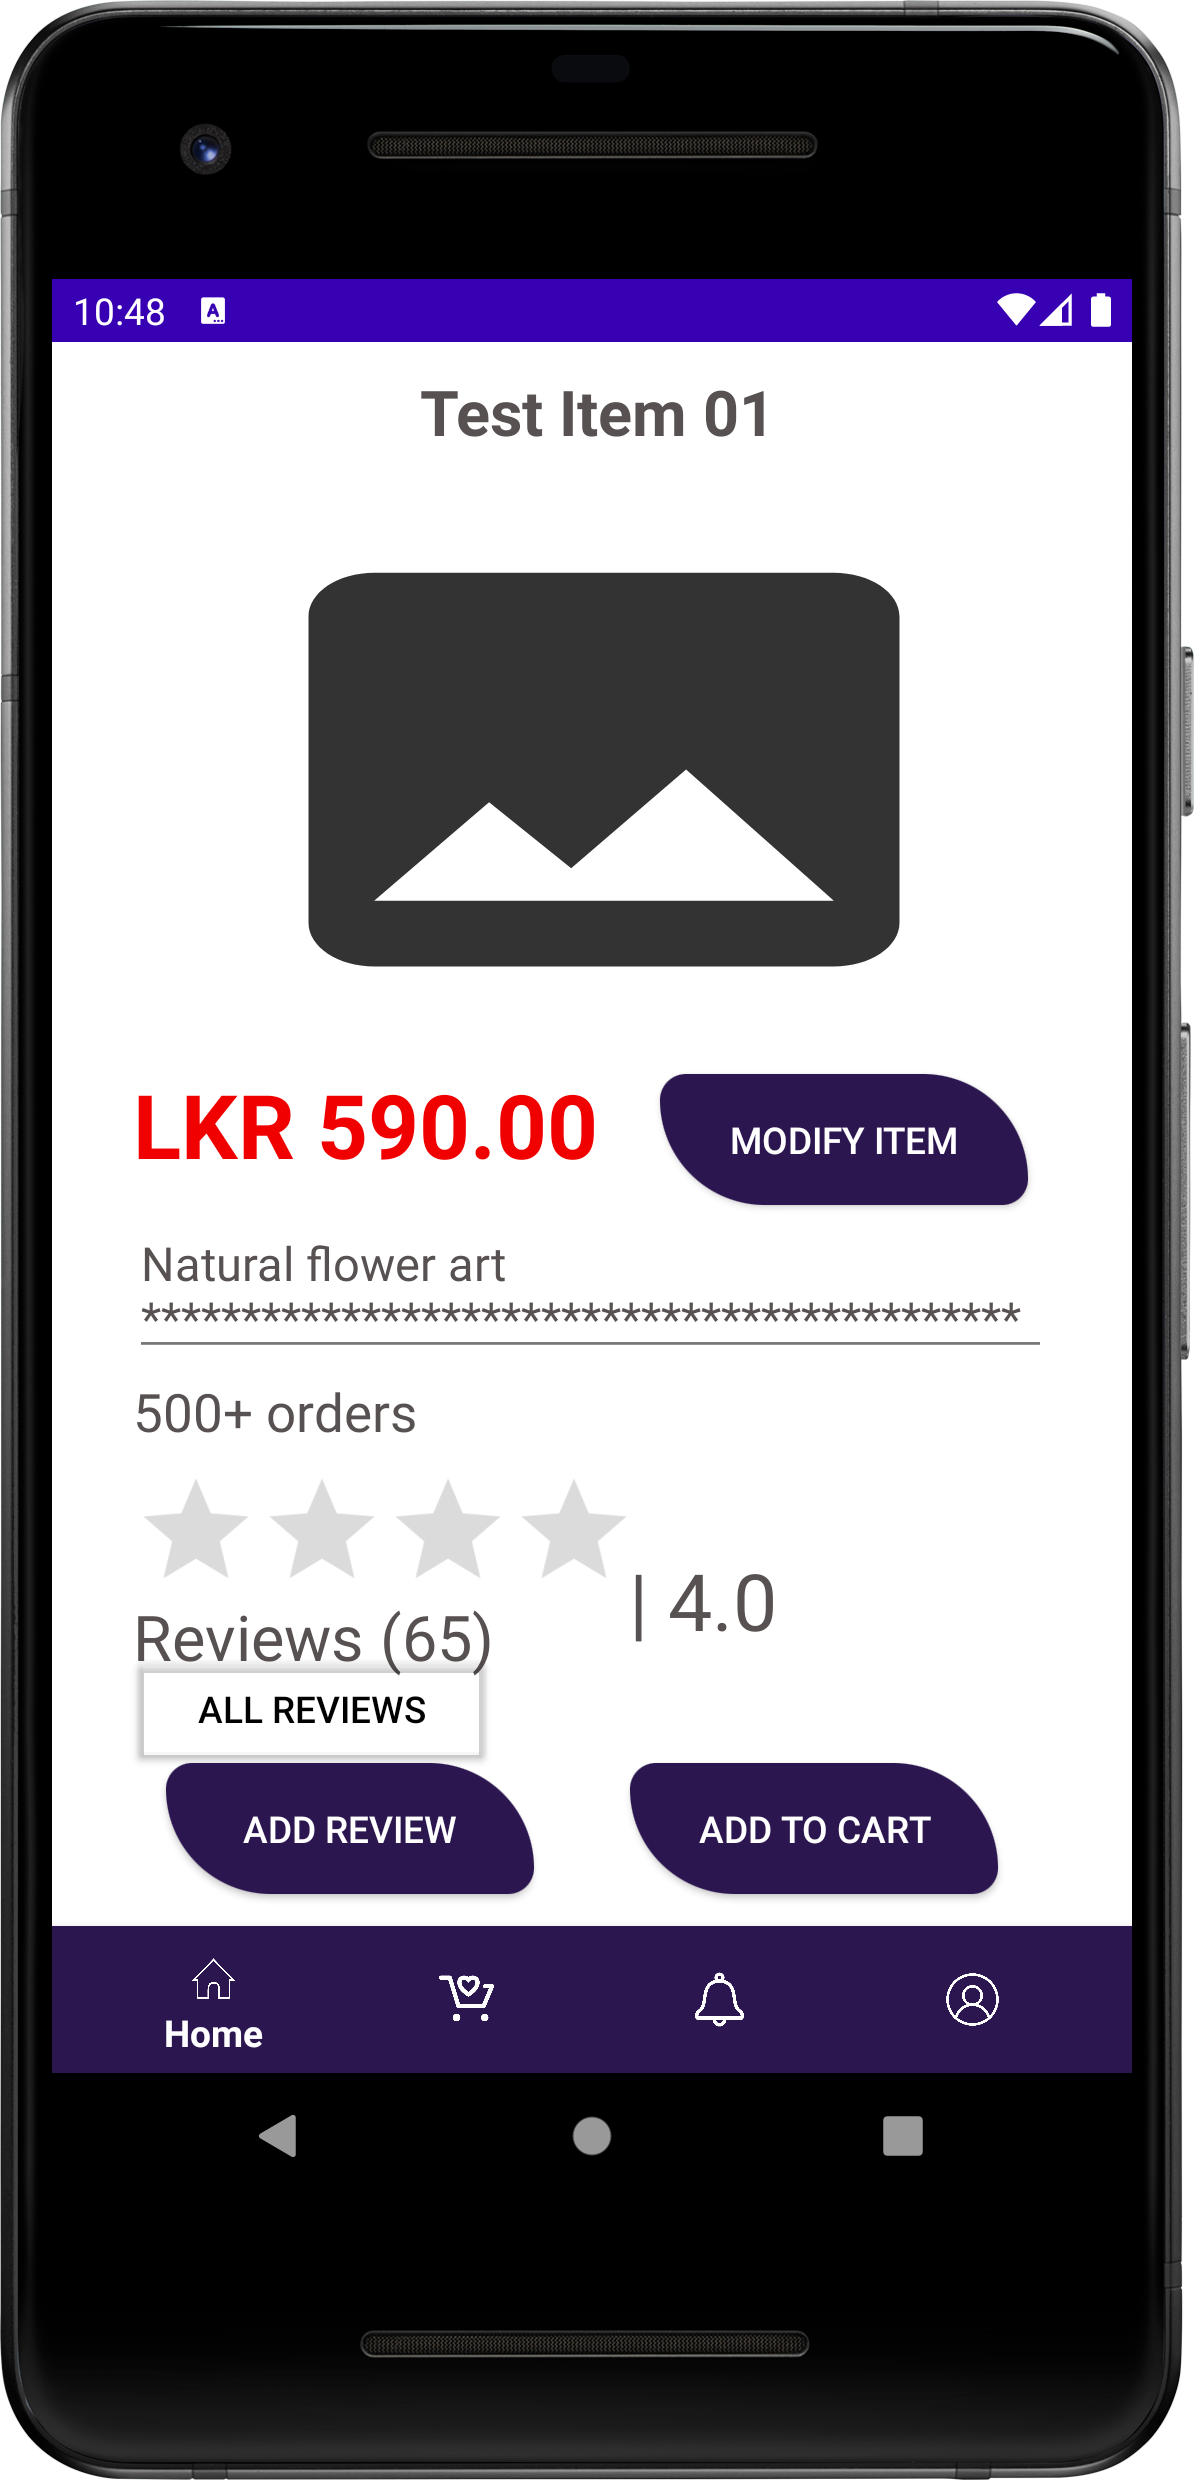 10:48
Test Item 01
LKR 590.00
MODIFY ITEM
Natural flower art
********************************************
500+ orders
| 4.0
Reviews (65)
ALL REVIEWS
ADD REVIEW
ADD TO CART
Home